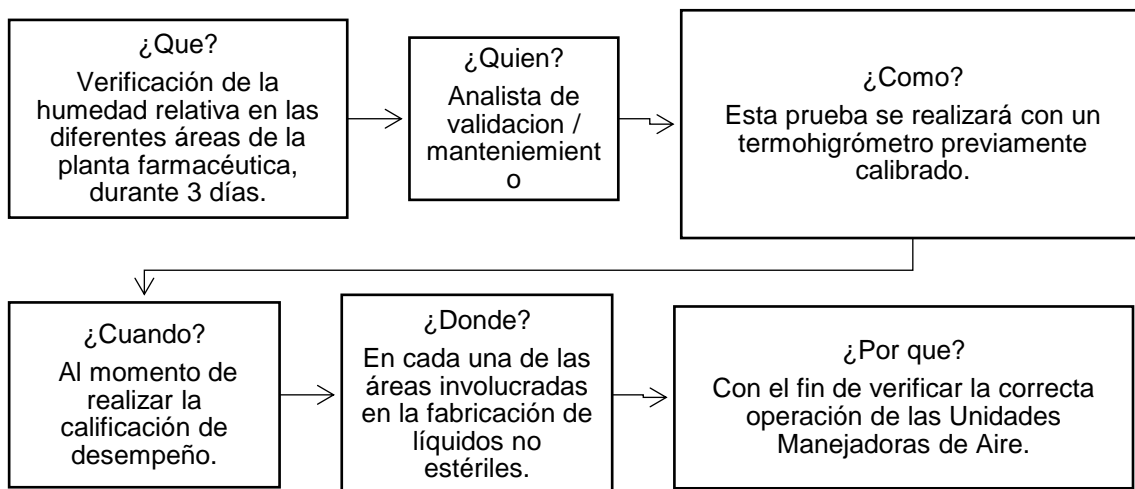 ¿Que?
Verificación de la
humedad relativa en las
diferentes áreas de la
planta farmacéutica,
durante 3 días.
¿Quien?
Analista de
validacion /
manteniemient
o
¿Como?
Esta prueba se realizará con un
termohigrómetro previamente
calibrado.
¿Cuando?
Al momento de
realizar la
calificación de
desempeño.
¿Donde?
En cada una de las
áreas involucradas
en la fabricación de
líquidos no
estériles.
¿Por que?
Con el fin de verificar la correcta
operación de las Unidades
Manejadoras de Aire.